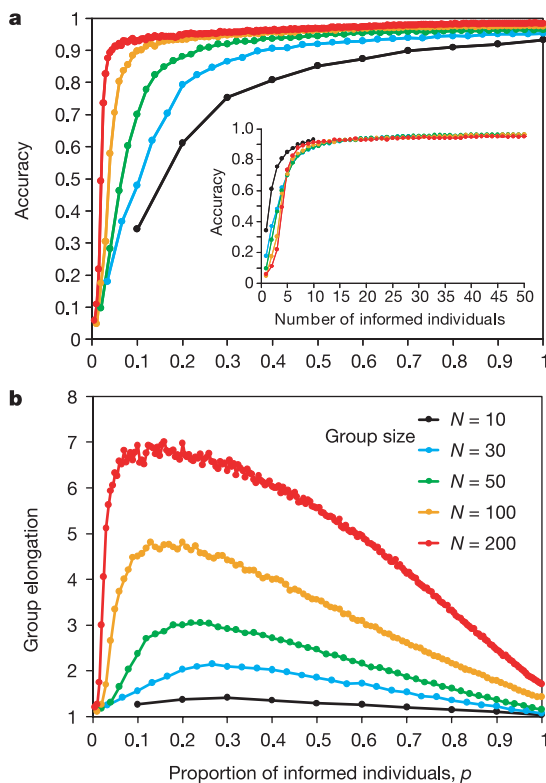 a
1
0.9
0.8
0.7
0.6
0.5
0.4
0.3
0.2
0.1
0
Accuracy
0 0.1 0.2 0.3 0.4 0.5 0.6 0.7 0.8 0.9 1
1.0
0.8
0.6
0.4
0.2
0
Accuracy
0 5 10 15 20 25 30 35 40 45 50
Number of informed individuals
b
8
7
6
5
4
3
2
1
Group elongation
Group size
N = 10
N = 30
N = 50
N = 100
N = 200
0 0.1 0.2 0.3 0.4 0.5 0.6 0.7 0.8 0.9 1
Proportion of informed individuals, p